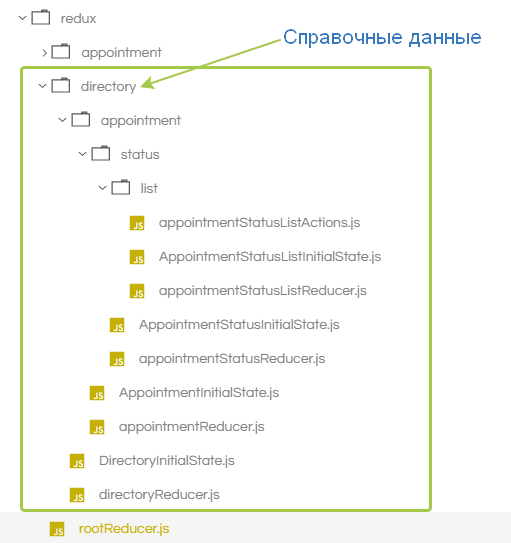 redux
Справочные данные
appointment
directory
appointment
status
list
JS appointmentStatusListActions.js
JS AppointmentStatusListInitialState.js
JS appointmentStatusListReducer.js
JS AppointmentStatusInitialState.js
JS appointmentStatusReducer.js
JS AppointmentInitialState.js
JS appointmentReducer.js
JS DirectoryInitialState.js
JS directoryReducer.js
JS rootReducer.js